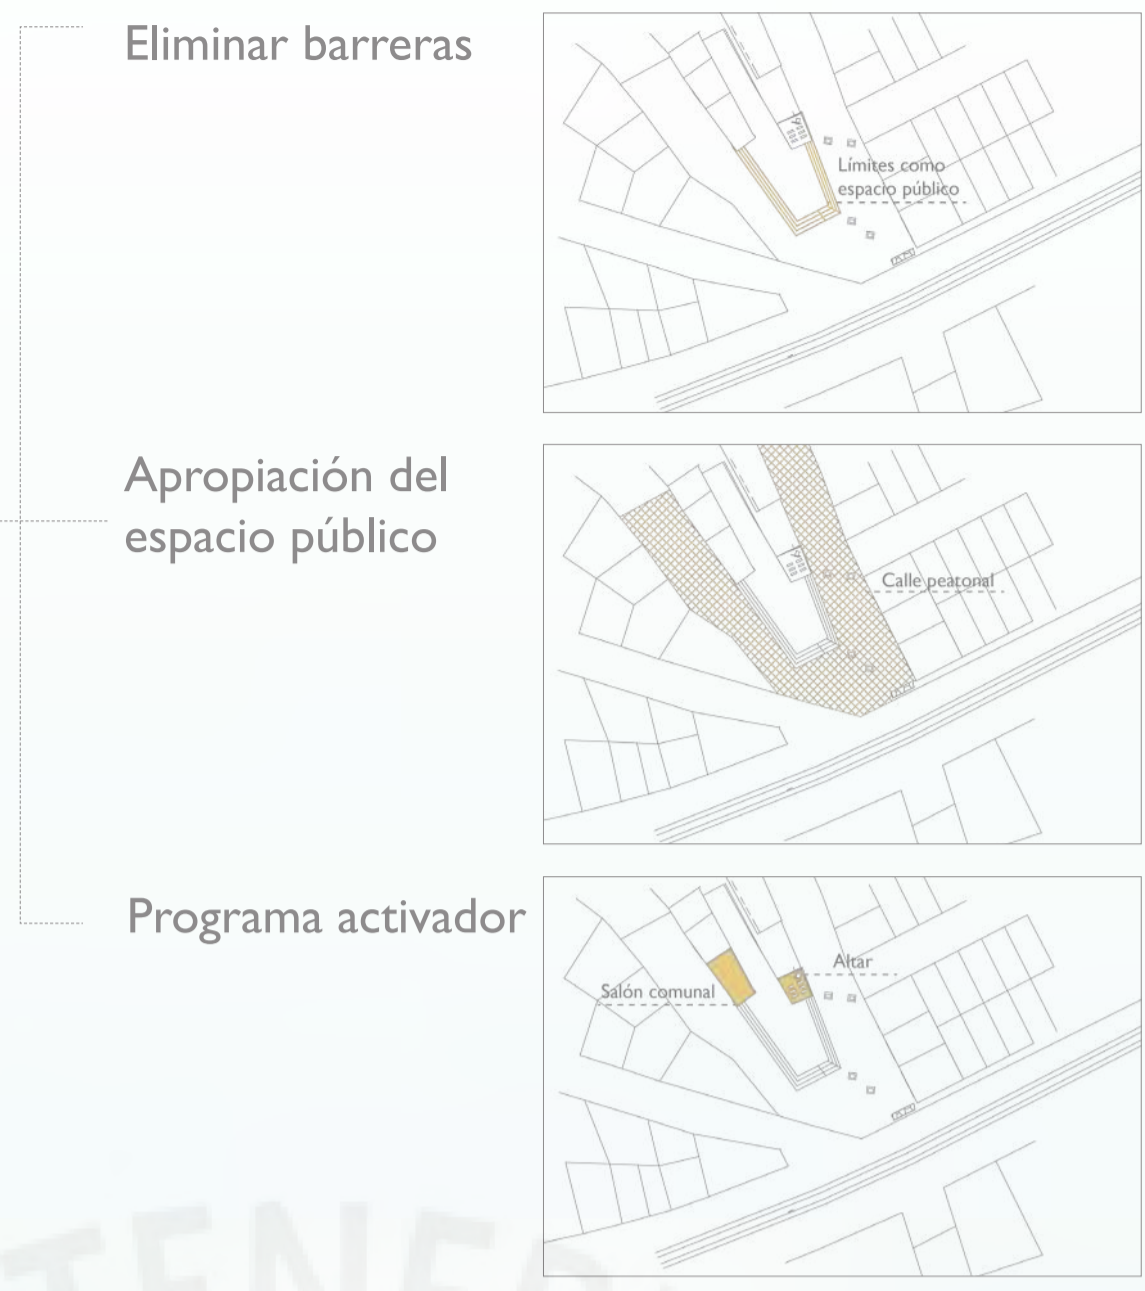 Eliminar barreras
Límites como
espacio público
Apropiación del
espacio público
Calle peatonal
Programa activador
Altar
Salón comunal